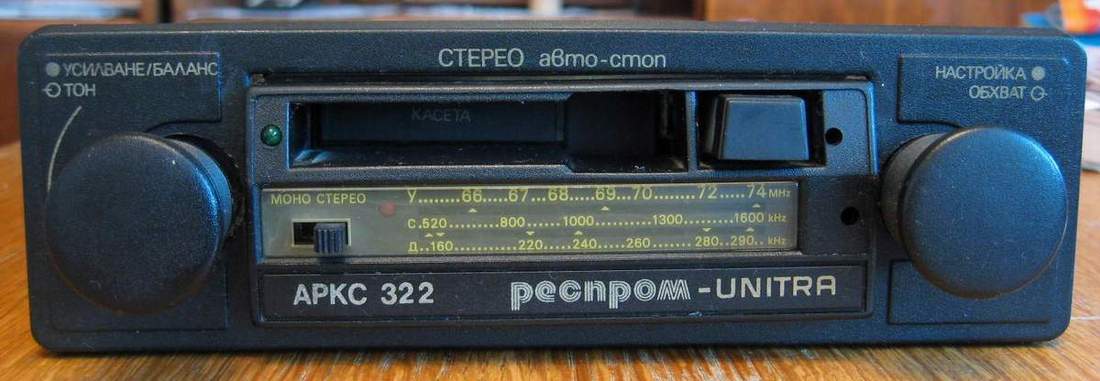 СТЕРЕО авто-стоп
УСИЛВАНЕ/БАЛАНС
ТОН
НАСТРОЙКА
ОБХВАТ
КАСЕТА
МОНО СТЕРЕО
У.......66....67...68.....69...70.......72.....74 MHz
С.520.........800......1000..........1300.........1600 kHz
Д..160............220......240......260.........280..290.. kHz
АРКС 322
респром-UNITRA